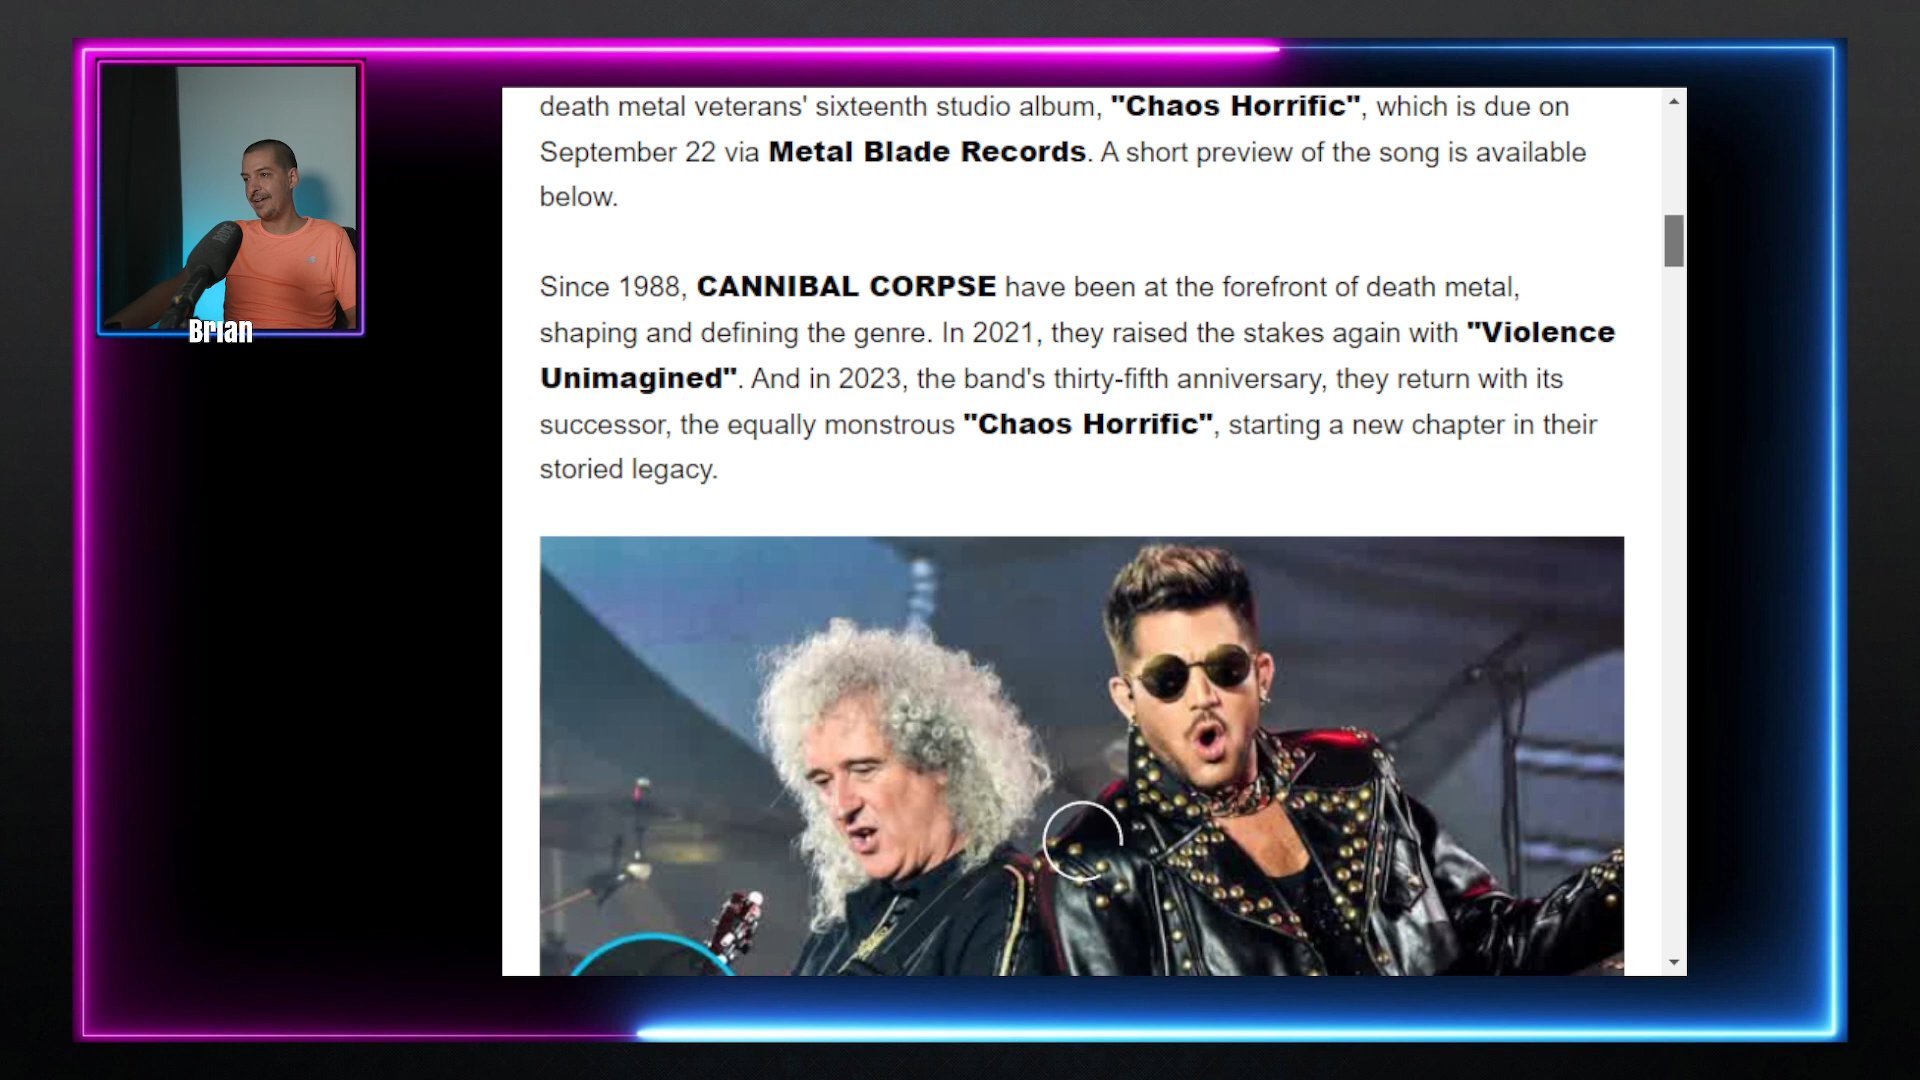 Brian
death metal veterans' sixteenth studio album, "Chaos Horrific", which is due on
September 22 via Metal Blade Records. A short preview of the song is available
below.
Since 1988, CANNIBAL CORPSE have been at the forefront of death metal,
shaping and defining the genre. In 2021, they raised the stakes again with "Violence
Unimagined". And in 2023, the band's thirty-fifth anniversary, they return with its
successor, the equally monstrous "Chaos Horrific", starting a new chapter in their
storied legacy.